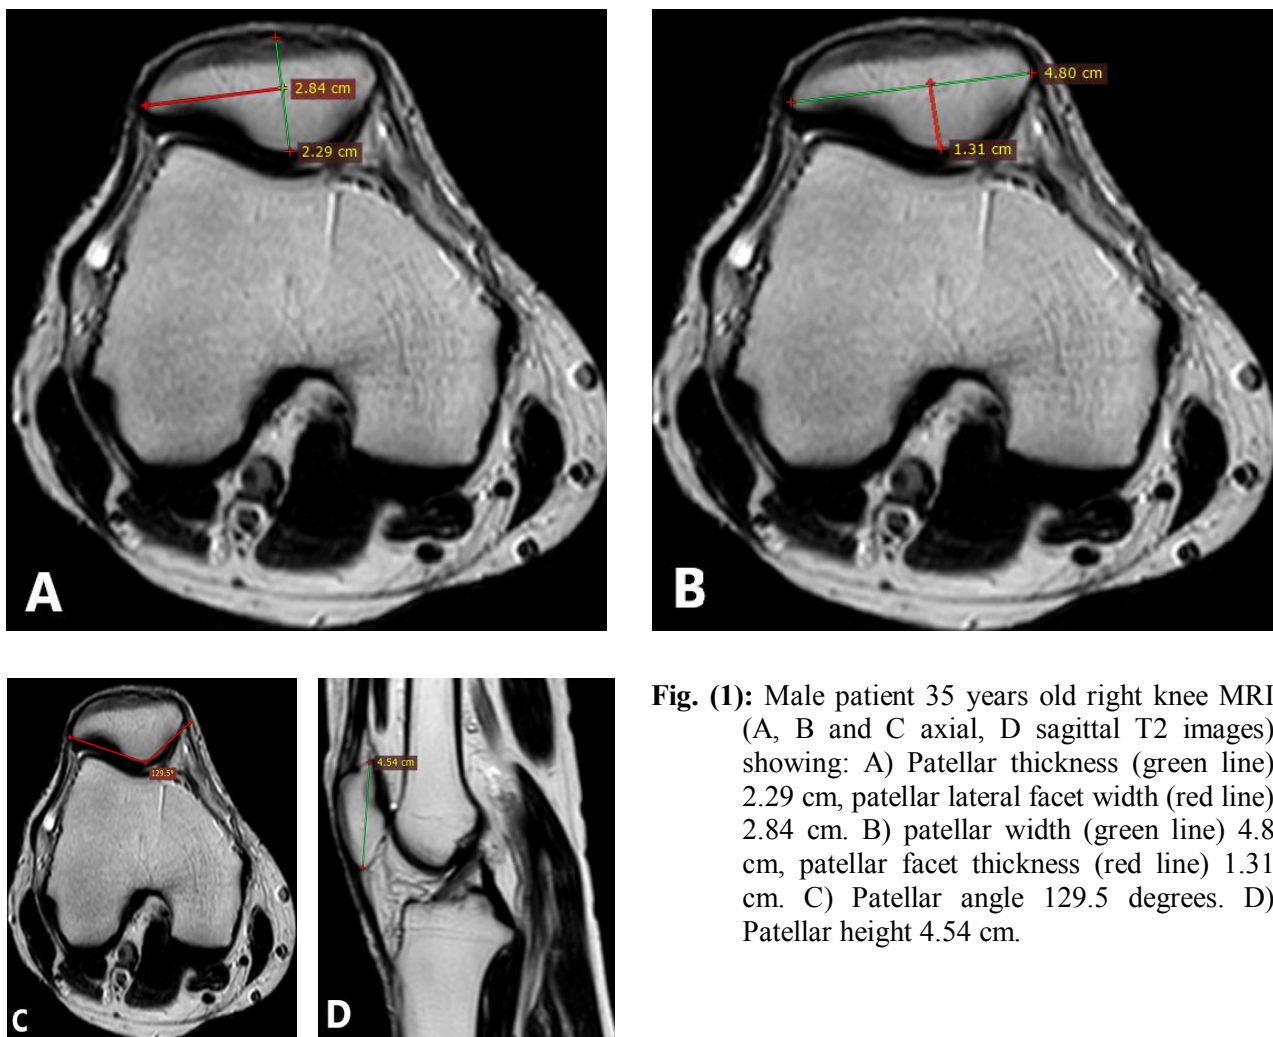 2.84 cm
2.29 cm
A
4.80 cm
1.31 cm
B
129.5°
C
4.54 cm
D
Fig. (1): Male patient 35 years old right knee MRI
(A, B and C axial, D sagittal T2 images)
showing: A) Patellar thickness (green line)
2.29 cm, patellar lateral facet width (red line)
2.84 cm. B) patellar width (green line) 4.8
cm, patellar facet thickness (red line) 1.31
cm. C) Patellar angle 129.5 degrees. D)
Patellar height 4.54 cm.